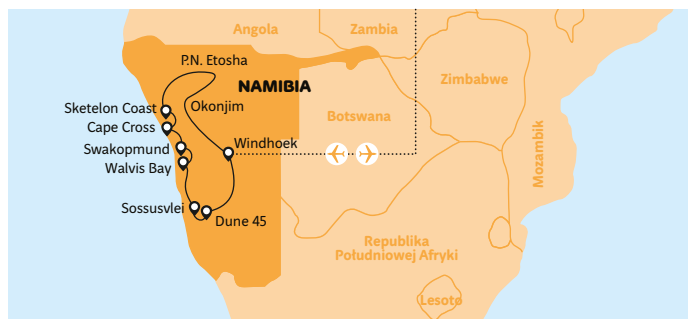 Angola
Zambia
P.N. Etosha
Zimbabwe
NAMIBIA
Sketelon Coast
Okonjim
Botswana
Cape Cross
Swakopmund
Windhoek
Walvis Bay
Mozambik
Sossusvlei
Dune 45
Republika
Południowej Afryki
Lesoto